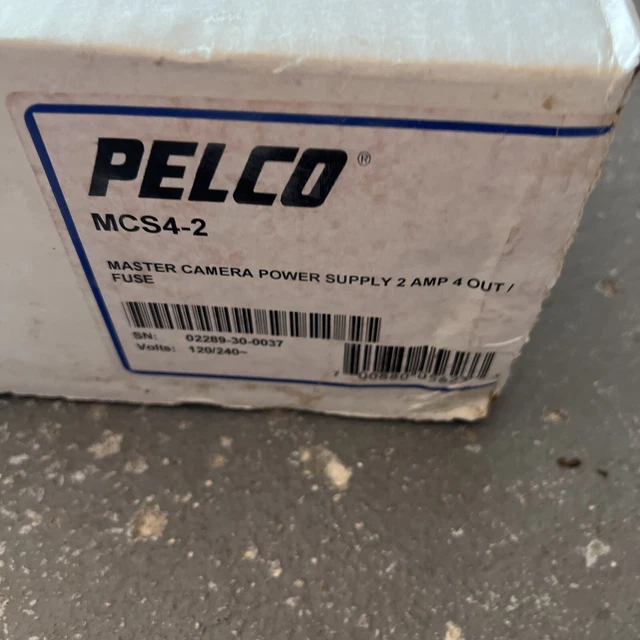 PELCO®
MCS4-2
MASTER CAMERA POWER SUPPLY 2 AMP 4 OUT /
FUSE
SN: 02289-30-0037
Volts: 120/240~